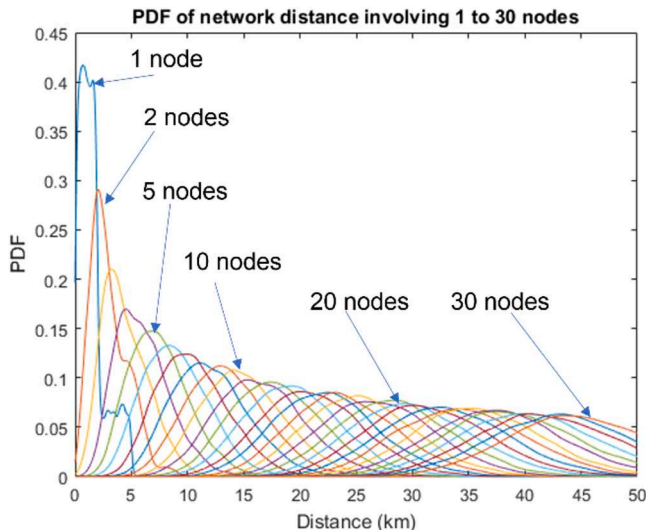 PDF of network distance involving 1 to 30 nodes
0.45
0.4
0.35
0.3
0.25
0.2
0.15
0.1
0.05
0
PDF
1 node
2 nodes
5 nodes
10 nodes
20 nodes
30 nodes
0 5 10 15 20 25 30 35 40 45 50
Distance (km)